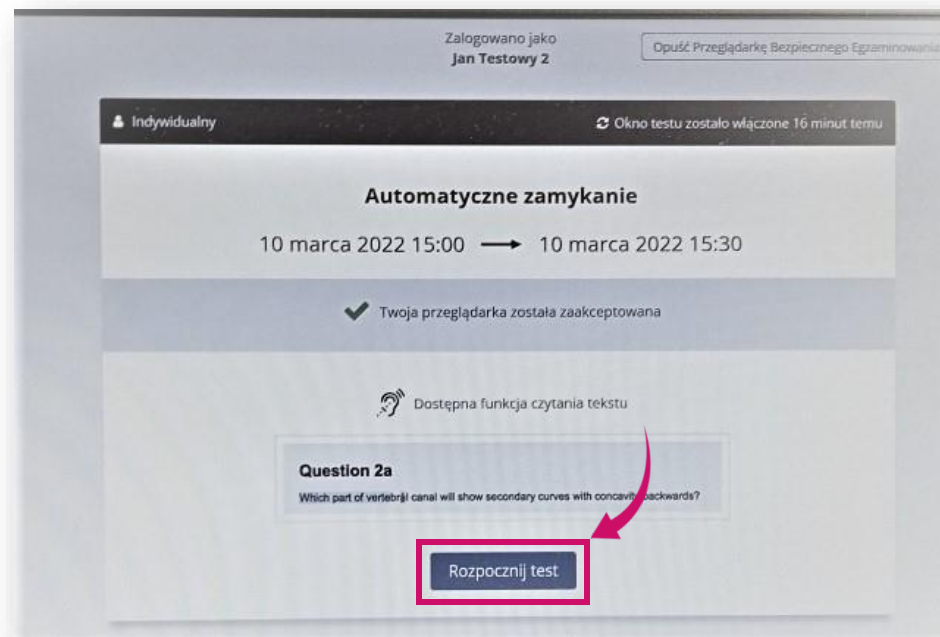 Zalogowano jako
Jan Testowy 2
Opuść Przeglądarkę Bezpiecznego Egzaminowania
Indywidualny
Okno testu zostało włączone 16 minut temu
Automatyczne zamykanie
10 marca 2022 15:00 → 10 marca 2022 15:30
Twoja przeglądarka została zaakceptowana
Dostępna funkcja czytania tekstu
Question 2a
Which part of vertebral canal will show secondary curves with concavity backwards?
Rozpocznij test